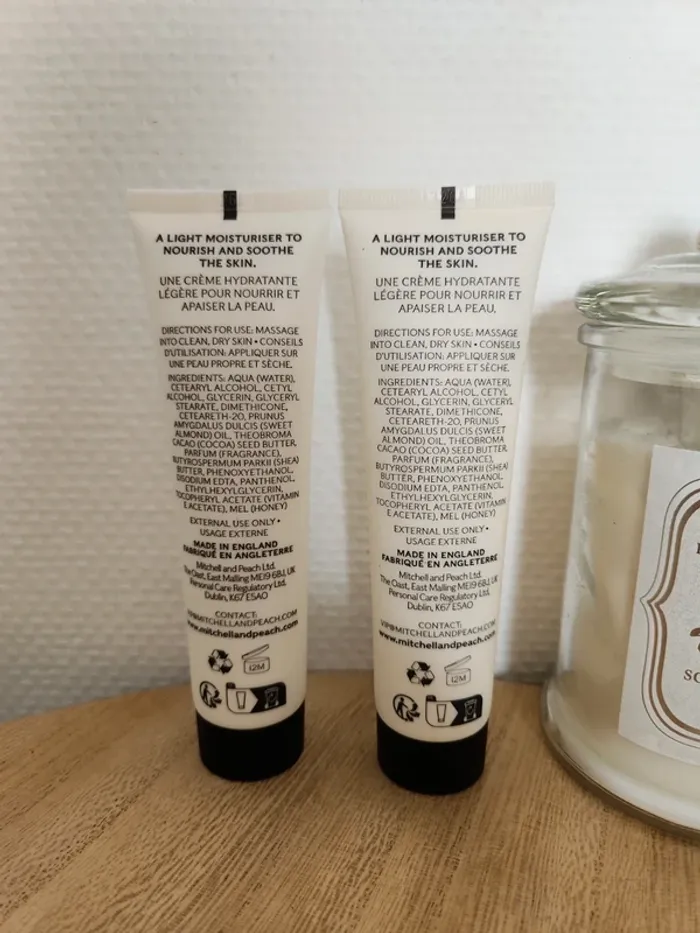 A LIGHT MOISTURISER TO
NOURISH AND SOOTHE
THE SKIN.
UNE CRÈME HYDRATANTE
LÉGÈRE POUR NOURRIR ET
APAISER LA PEAU.
DIRECTIONS FOR USE: MASSAGE
INTO CLEAN, DRY SKIN • CONSEILS
D'UTILISATION: APPLIQUER SUR
UNE PEAU PROPRE ET SÈCHE.
INGREDIENTS: AQUA (WATER),
CETEARYL ALCOHOL, CETYL
ALCOHOL, GLYCERIN, GLYCERYL
STEARATE, DIMETHICONE,
CETEARETH-20, PRUNUS
AMYGDALUS DULCIS (SWEET
ALMOND) OIL, THEOBROMA
CACAO (COCOA) SEED BUTTER,
PARFUM (FRAGRANCE),
BUTYROSPERMUM PARKII (SHEA)
BUTTER, PHENOXYETHANOL,
DISODIUM EDTA, PANTHENOL,
ETHYLHEXYLGLYCERIN,
TOCOPHERYL ACETATE (VITAMIN
E ACETATE), MEL (HONEY)
EXTERNAL USE ONLY •
USAGE EXTERNE
MADE IN ENGLAND
FABRIQUÉ EN ANGLETERRE
Mitchell and Peach Ltd.
The Oast, East Malling ME19 6BJ, UK
Personal Care Regulatory Ltd.
Dublin, K67 E5AO
CONTACT:
VIP@MITCHELLANDPEACH.COM
www.mitchellandpeach.com
12M
A LIGHT MOISTURISER TO
NOURISH AND SOOTHE
THE SKIN.
UNE CRÈME HYDRATANTE
LÉGÈRE POUR NOURRIR ET
APAISER LA PEAU.
DIRECTIONS FOR USE: MASSAGE
INTO CLEAN, DRY SKIN • CONSEILS
D'UTILISATION: APPLIQUER SUR
UNE PEAU PROPRE ET SÈCHE.
INGREDIENTS: AQUA (WATER),
CETEARYL ALCOHOL, CETYL
ALCOHOL, GLYCERIN, GLYCERYL
STEARATE, DIMETHICONE,
CETEARETH-20, PRUNUS
AMYGDALUS DULCIS (SWEET
ALMOND) OIL, THEOBROMA
CACAO (COCOA) SEED BUTTER,
PARFUM (FRAGRANCE),
BUTYROSPERMUM PARKII (SHEA)
BUTTER, PHENOXYETHANOL,
DISODIUM EDTA, PANTHENOL,
ETHYLHEXYLGLYCERIN,
TOCOPHERYL ACETATE (VITAMIN
E ACETATE), MEL (HONEY)
EXTERNAL USE ONLY •
USAGE EXTERNE
MADE IN ENGLAND
FABRIQUÉ EN ANGLETERRE
Mitchell and Peach Ltd.
The Oast, East Malling ME19 6BJ, UK
Personal Care Regulatory Ltd.
Dublin, K67 E5AO
CONTACT:
VIP@MITCHELLANDPEACH.COM
www.mitchellandpeach.com
12M